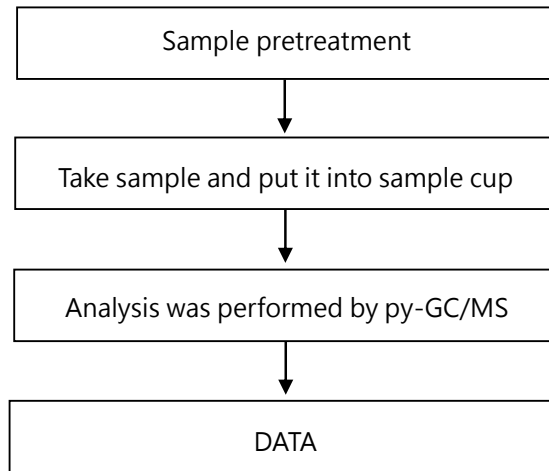 Sample pretreatment
Take sample and put it into sample cup
Analysis was performed by py-GC/MS
DATA